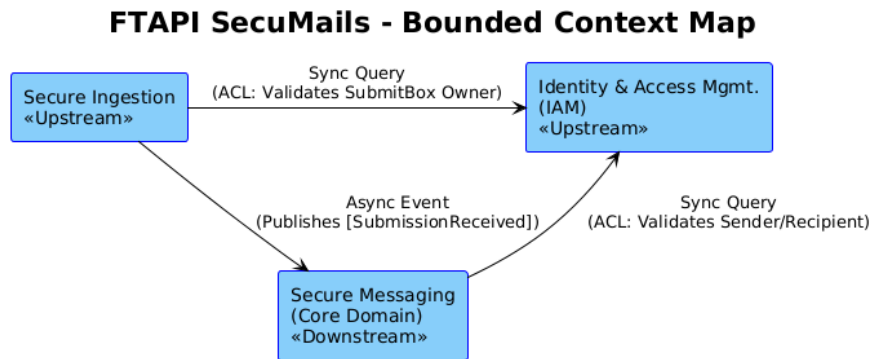 FTAPI SecuMails - Bounded Context Map
Secure Ingestion
«Upstream»
Sync Query
(ACL: Validates SubmitBox Owner)
Identity & Access Mgmt.
(IAM)
«Upstream»
Async Event
(Publishes [SubmissionReceived])
Sync Query
(ACL: Validates Sender/Recipient)
Secure Messaging
(Core Domain)
«Downstream»